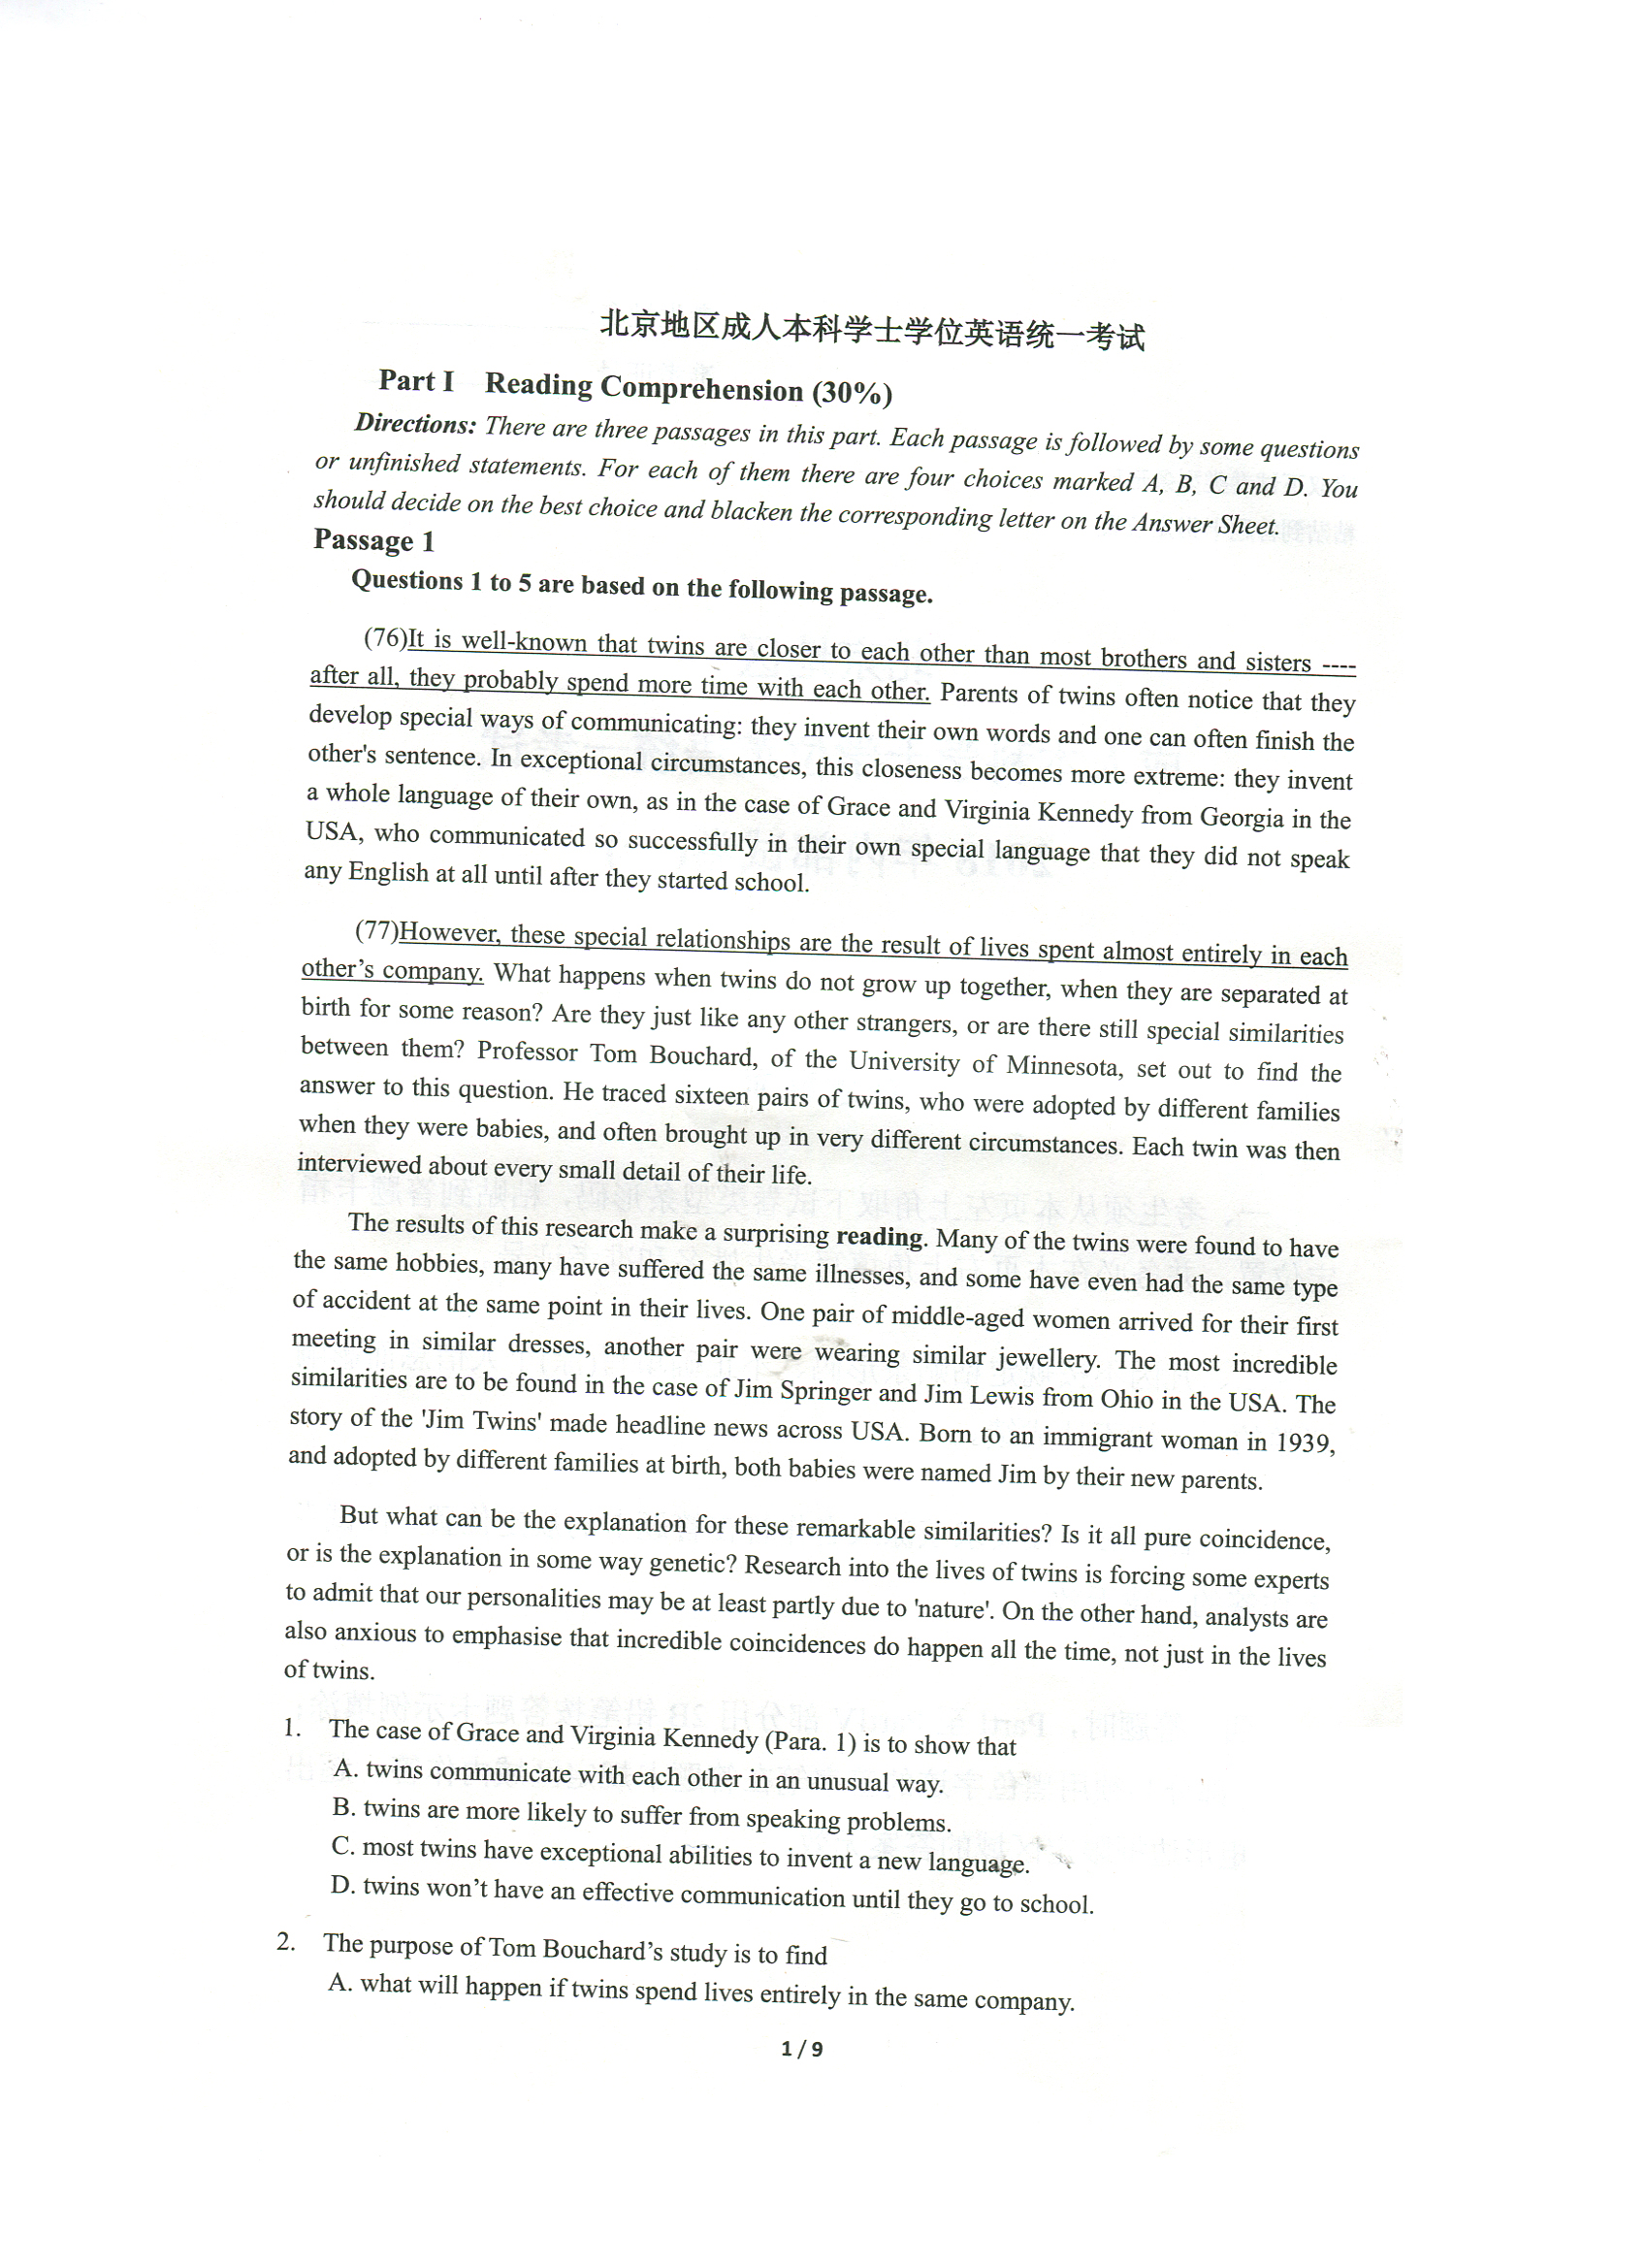 北京地区成人本科学士学位英语统一考试
Part I Reading Comprehension (30%)
Directions: There are three passages in this part. Each passage is followed by some questions
or unfinished statements. For each of them there are four choices marked A, B, C and D. You
should decide on the best choice and blacken the corresponding letter on the Answer Sheet.
Passage 1
Questions 1 to 5 are based on the following passage.
(76)It is well-known that twins are closer to each other than most brothers and sisters ----
after all, they probably spend more time with each other. Parents of twins often notice that they
develop special ways of communicating: they invent their own words and one can often finish the
other's sentence. In exceptional circumstances, this closeness becomes more extreme: they invent
a whole language of their own, as in the case of Grace and Virginia Kennedy from Georgia in the
USA, who communicated so successfully in their own special language that they did not speak
any English at all until after they started school.
(77)However, these special relationships are the result of lives spent almost entirely in each
other's company. What happens when twins do not grow up together, when they are separated at
birth for some reason? Are they just like any other strangers, or are there still special similarities
between them? Professor Tom Bouchard, of the University of Minnesota, set out to find the
answer to this question. He traced sixteen pairs of twins, who were adopted by different families
when they were babies, and often brought up in very different circumstances. Each twin was then
interviewed about every small detail of their life.
The results of this research make a surprising reading. Many of the twins were found to have
the same hobbies, many have suffered the same illnesses, and some have even had the same type
of accident at the same point in their lives. One pair of middle-aged women arrived for their first
meeting in similar dresses, another pair were wearing similar jewellery. The most incredible
similarities are to be found in the case of Jim Springer and Jim Lewis from Ohio in the USA. The
story of the 'Jim Twins' made headline news across USA. Born to an immigrant woman in 1939,
and adopted by different families at birth, both babies were named Jim by their new parents.
But what can be the explanation for these remarkable similarities? Is it all pure coincidence,
or is the explanation in some way genetic? Research into the lives of twins is forcing some experts
to admit that our personalities may be at least partly due to 'nature'. On the other hand, analysts are
also anxious to emphasise that incredible coincidences do happen all the time, not just in the lives
of twins.
1. The case of Grace and Virginia Kennedy (Para. 1) is to show that
A. twins communicate with each other in an unusual way.
B. twins are more likely to suffer from speaking problems.
C. most twins have exceptional abilities to invent a new language.
D. twins won't have an effective communication until they go to school.
2. The purpose of Tom Bouchard's study is to find
A. what will happen if twins spend lives entirely in the same company.
1 / 9